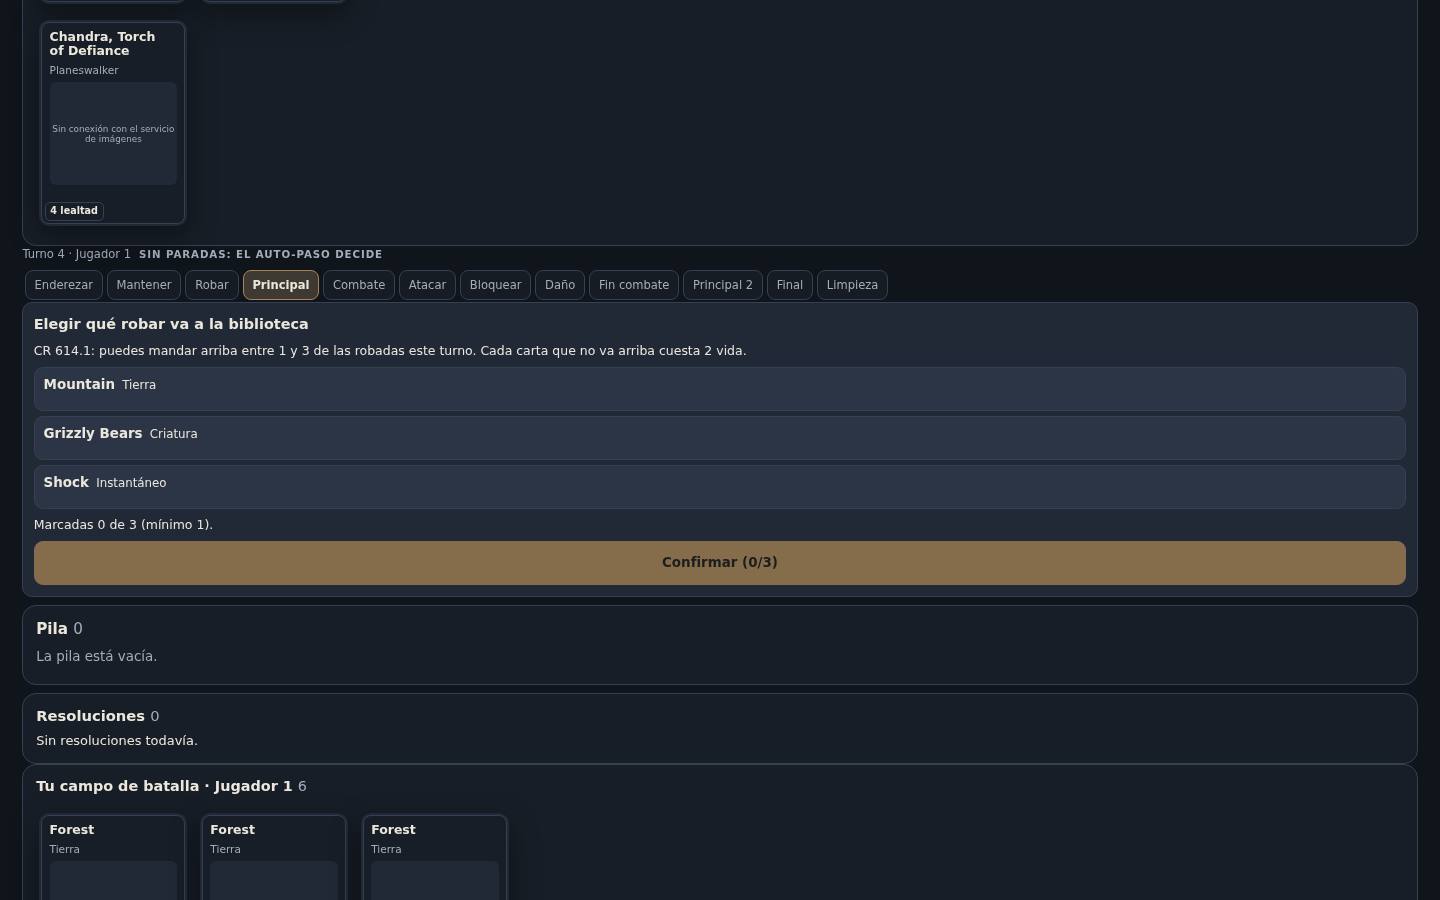 Chandra, Torch
of Defiance
Planeswalker
Sin conexión con el servicio
de imágenes
4 lealtad
Turno 4 · Jugador 1 SIN PARADAS: EL AUTO-PASO DECIDE
Enderezar Mantener Robar Principal Combate Atacar Bloquear Daño Fin combate Principal 2 Final Limpieza
Elegir qué robar va a la biblioteca
CR 614.1: puedes mandar arriba entre 1 y 3 de las robadas este turno. Cada carta que no va arriba cuesta 2 vida.
Mountain Tierra
Grizzly Bears Criatura
Shock Instantáneo
Marcadas 0 de 3 (mínimo 1).
Confirmar (0/3)
Pila 0
La pila está vacía.
Resoluciones 0
Sin resoluciones todavía.
Tu campo de batalla · Jugador 1 6
Forest Forest Forest
Tierra Tierra Tierra